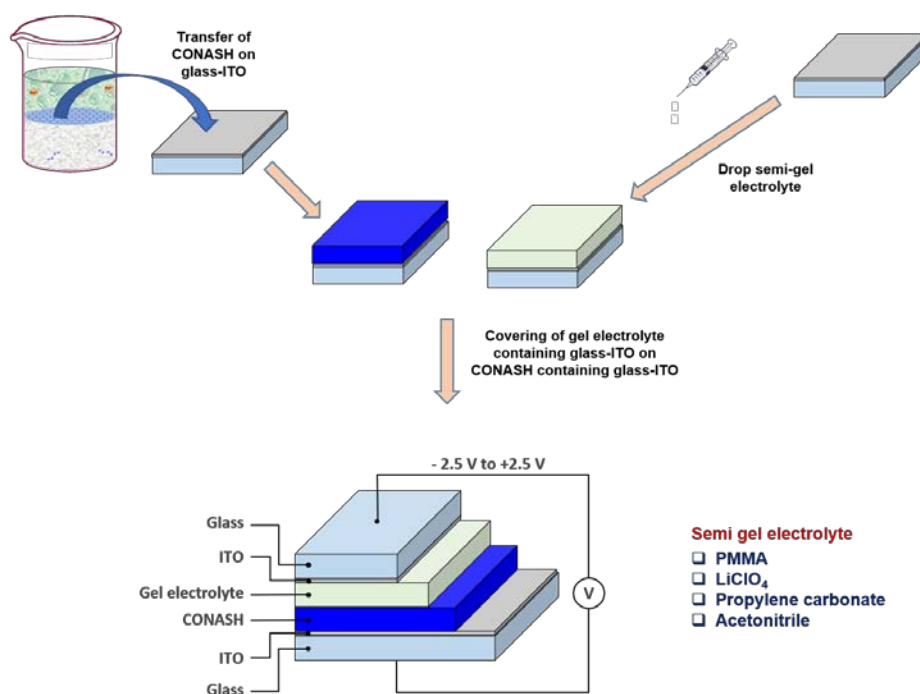 Transfer of
CONASH on
glass-ITO
Drop semi-gel
electrolyte
Covering of gel electrolyte
containing glass-ITO on
CONASH containing glass-ITO
- 2.5 V to +2.5 V
Glass
ITO
Gel electrolyte
CONASH
ITO
Glass
V
Semi gel electrolyte
❑ PMMA
❑ LiClO₄
❑ Propylene carbonate
❑ Acetonitrile